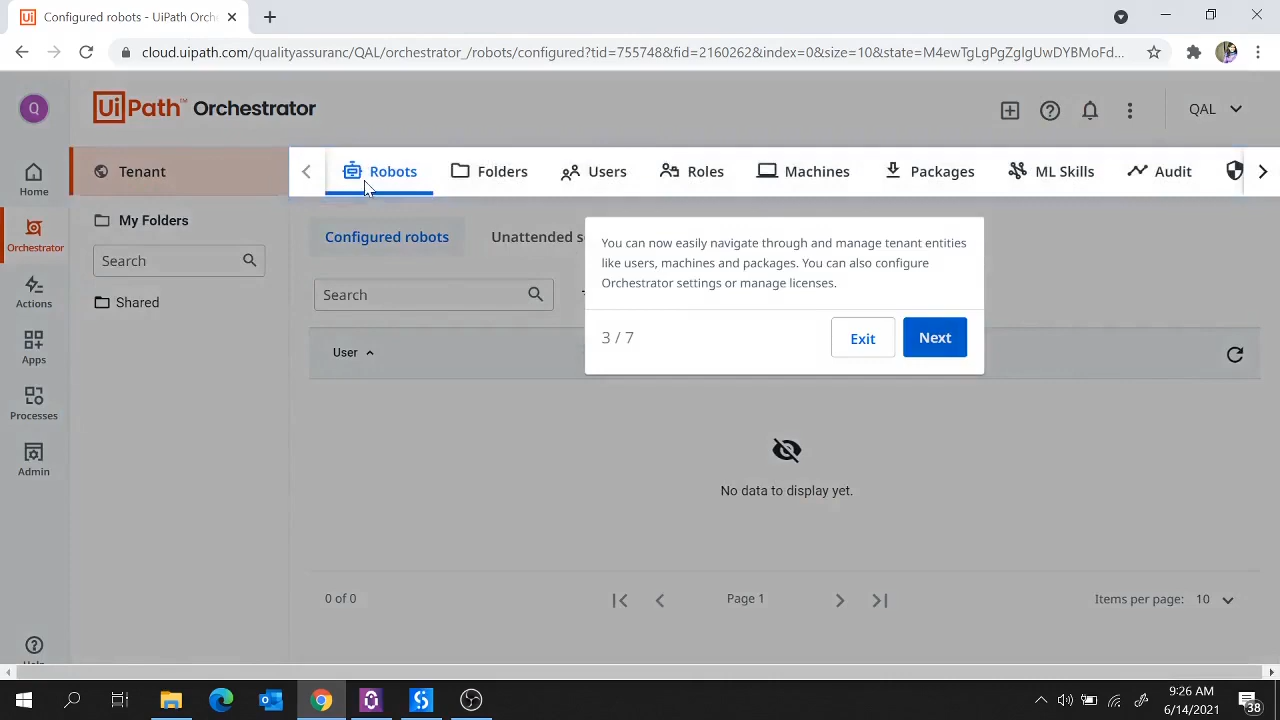 Configured robots - UiPath Orch
cloud.uipath.com/qualityassuranc/QAL/orchestrator_/robots/configured?tid=755748&fid=2160262&index=0&size=10&state=M4ewTgLgPgZglgUwDYBMoFd...
Q
UiPath™ Orchestrator
QAL
Home
Orchestrator
Actions
Apps
Processes
Admin
Tenant
My Folders
Search
Shared
Robots
Folders
Users
Roles
Machines
Packages
ML Skills
Audit
Configured robots
Unattended s
Search
You can now easily navigate through and manage tenant entities
like users, machines and packages. You can also configure
Orchestrator settings or manage licenses.
3 / 7
Exit
Next
User
No data to display yet.
0 of 0
Page 1
Items per page: 10
9:26 AM
6/14/2021
38